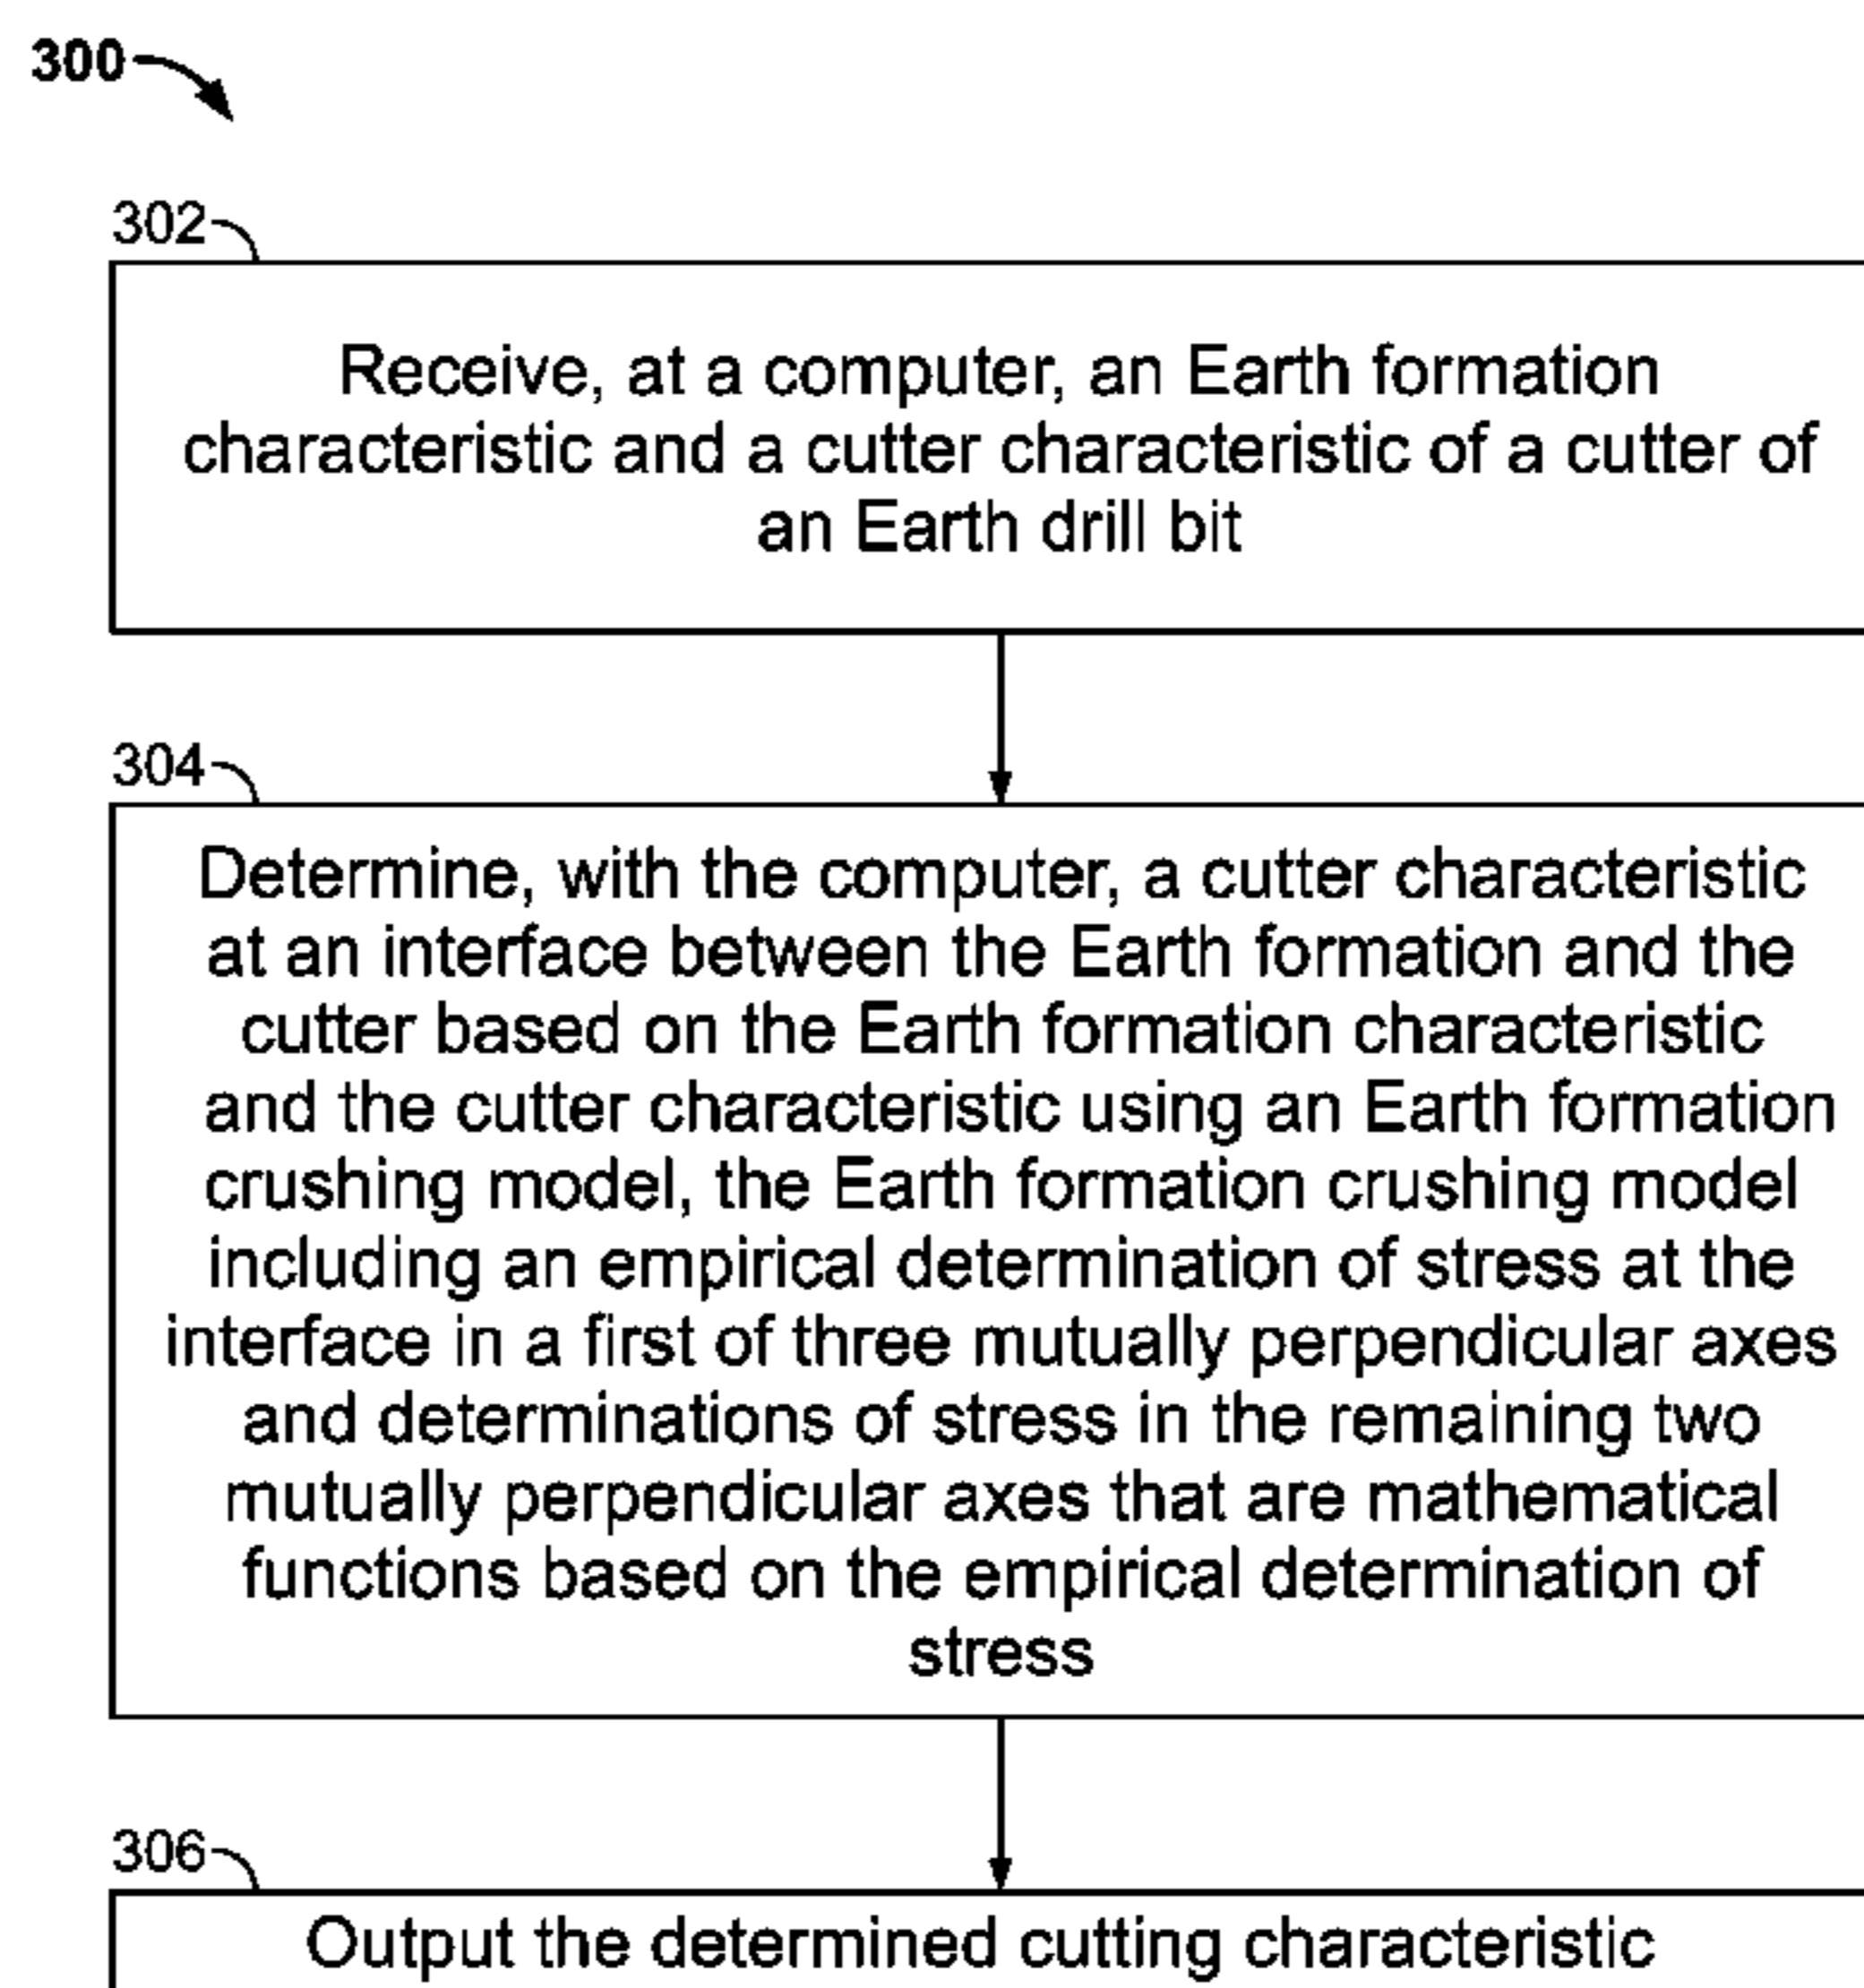 300
302
Receive, at a computer, an Earth formation
characteristic and a cutter characteristic of a cutter of
an Earth drill bit
304
Determine, with the computer, a cutter characteristic
at an interface between the Earth formation and the
cutter based on the Earth formation characteristic
and the cutter characteristic using an Earth formation
crushing model, the Earth formation crushing model
including an empirical determination of stress at the
interface in a first of three mutually perpendicular axes
and determinations of stress in the remaining two
mutually perpendicular axes that are mathematical
functions based on the empirical determination of
stress
306
Output the determined cutting characteristic